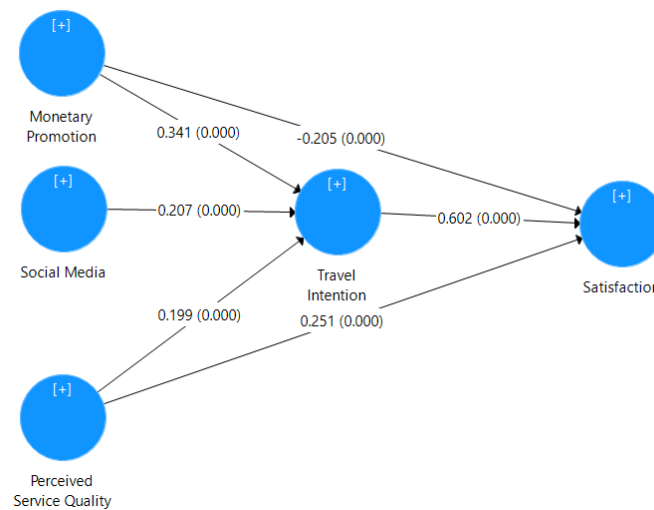 [+]
Monetary
Promotion
0.341 (0.000)
-0.205 (0.000)
[+]
Social Media
0.207 (0.000)
[+]
Travel
Intention
0.602 (0.000)
[+]
Satisfaction
0.199 (0.000)
0.251 (0.000)
[+]
Perceived
Service Quality